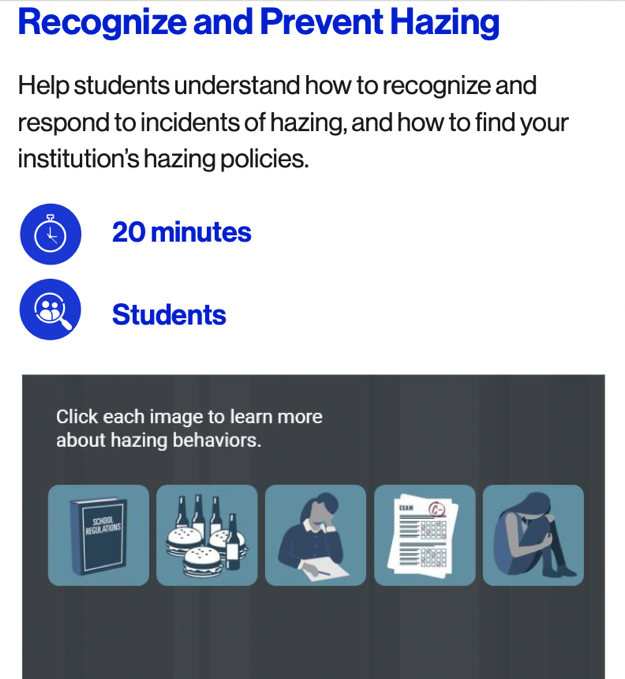 Recognize and Prevent Hazing
Help students understand how to recognize and
respond to incidents of hazing, and how to find your
institution's hazing policies.
20 minutes
Students
Click each image to learn more
about hazing behaviors.
SCHOOL
REGULATIONS
EXAM
C-